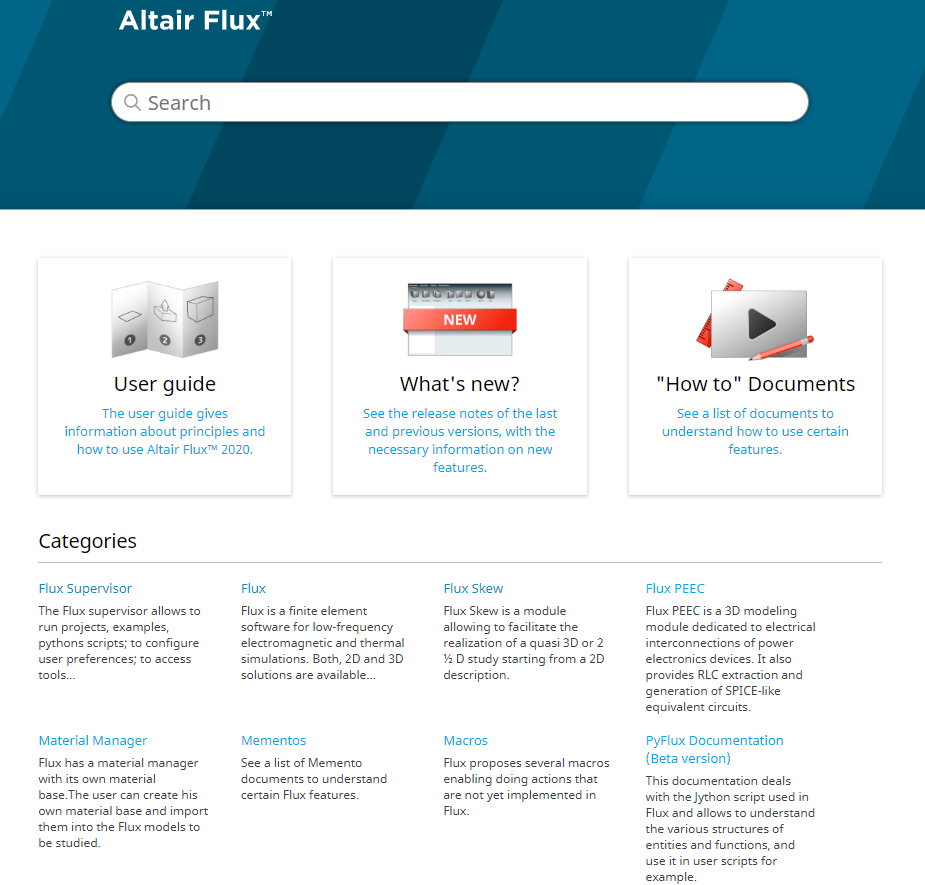 Altair Flux™
Search
1 2 3
NEW
User guide
The user guide gives
information about principles and
how to use Altair Flux™ 2020.
What's new?
See the release notes of the last
and previous versions, with the
necessary information on new
features.
"How to" Documents
See a list of documents to
understand how to use certain
features.
Categories
Flux Supervisor
The Flux supervisor allows to
run projects, examples,
pythons scripts; to configure
user preferences; to access
tools...
Flux
Flux is a finite element
software for low-frequency
electromagnetic and thermal
simulations. Both, 2D and 3D
solutions are available...
Flux Skew
Flux Skew is a module
allowing to facilitate the
realization of a quasi 3D or 2
½ D study starting from a 2D
description.
Flux PEEC
Flux PEEC is a 3D modeling
module dedicated to electrical
interconnections of power
electronics devices. It also
provides RLC extraction and
generation of SPICE-like
equivalent circuits.
Material Manager
Flux has a material manager
with its own material
base.The user can create his
own material base and import
them into the Flux models to
be studied.
Mementos
See a list of Memento
documents to understand
certain Flux features.
Macros
Flux proposes several macros
enabling doing actions that
are not yet implemented in
Flux.
PyFlux Documentation
(Beta version)
This documentation deals
with the Jython script used in
Flux and allows to understand
the various structures of
entities and functions, and
use it in user scripts for
example.